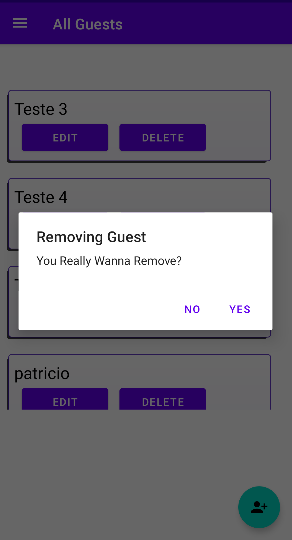 All Guests
Teste 3
EDIT
DELETE
Teste 4
Removing Guest
You Really Wanna Remove?
NO
YES
patricio
EDIT
DELETE